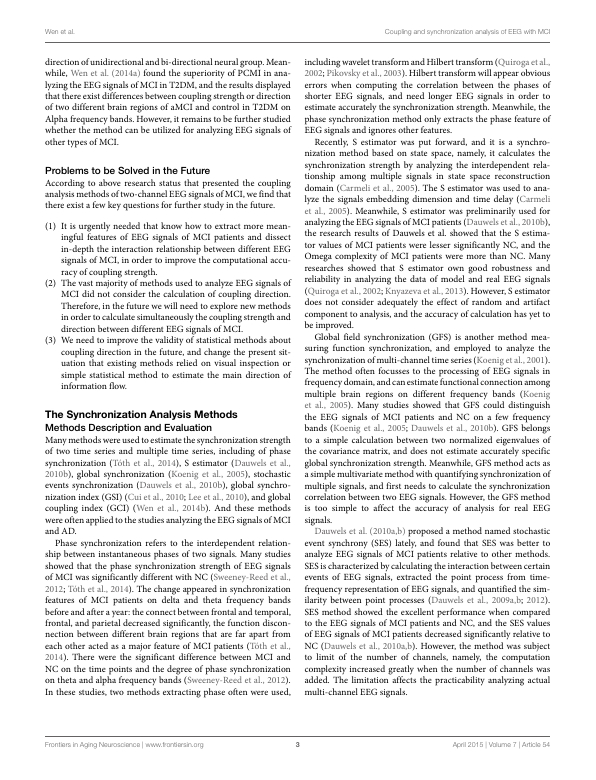 Wen et al.
Coupling and synchronization analysis of EEG with MCI
direction of unidirectional and bi-directional neural group. Mean-
while, Wen et al. (2014a) found the superiority of PCMI in ana-
lyzing the EEG signals of MCI in T2DM, and the results displayed
that there exist differences between coupling strength or direction
of two different brain regions of aMCI and control in T2DM on
Alpha frequency bands. However, it remains to be further studied
whether the method can be utilized for analyzing EEG signals of
other types of MCI.
Problems to be Solved in the Future
According to above research status that presented the coupling
analysis methods of two-channel EEG signals of MCI, we find that
there exist a few key questions for further study in the future.
(1) It is urgently needed that know how to extract more mean-
ingful features of EEG signals of MCI patients and dissect
in-depth the interaction relationship between different EEG
signals of MCI, in order to improve the computational accu-
racy of coupling strength.
(2) The vast majority of methods used to analyze EEG signals of
MCI did not consider the calculation of coupling direction.
Therefore, in the future we will need to explore new methods
in order to calculate simultaneously the coupling strength and
direction between different EEG signals of MCI.
(3) We need to improve the validity of statistical methods about
coupling direction in the future, and change the present sit-
uation that existing methods relied on visual inspection or
simple statistical method to estimate the main direction of
information flow.
The Synchronization Analysis Methods
Methods Description and Evaluation
Many methods were used to estimate the synchronization strength
of two time series and multiple time series, including of phase
synchronization (Tóth et al., 2014), S estimator (Dauwels et al.,
2010b), global synchronization (Koenig et al., 2005), stochastic
events synchronization (Dauwels et al., 2010b), global synchro-
nization index (GSI) (Cui et al., 2010; Lee et al., 2010), and global
coupling index (GCI) (Wen et al., 2014b). And these methods
were often applied to the studies analyzing the EEG signals of MCI
and AD.
Phase synchronization refers to the interdependent relation-
ship between instantaneous phases of two signals. Many studies
showed that the phase synchronization strength of EEG signals
of MCI was significantly different with NC (Sweeney-Reed et al.,
2012; Tóth et al., 2014). The change appeared in synchronization
features of MCI patients on delta and theta frequency bands
before and after a year: the connect between frontal and temporal,
frontal, and parietal decreased significantly, the function discon-
nection between different brain regions that are far apart from
each other acted as a major feature of MCI patients (Tóth et al.,
2014). There were the significant difference between MCI and
NC on the time points and the degree of phase synchronization
on theta and alpha frequency bands (Sweeney-Reed et al., 2012).
In these studies, two methods extracting phase often were used,
including wavelet transform and Hilbert transform (Quiroga et al.,
2002; Pikovsky et al., 2003). Hilbert transform will appear obvious
errors when computing the correlation between the phases of
shorter EEG signals, and need longer EEG signals in order to
estimate accurately the synchronization strength. Meanwhile, the
phase synchronization method only extracts the phase feature of
EEG signals and ignores other features.
Recently, S estimator was put forward, and it is a synchro-
nization method based on state space, namely, it calculates the
synchronization strength by analyzing the interdependent rela-
tionship among multiple signals in state space reconstruction
domain (Carmeli et al., 2005). The S estimator was used to ana-
lyze the signals embedding dimension and time delay (Carmeli
et al., 2005). Meanwhile, S estimator was preliminarily used for
analyzing the EEG signals of MCI patients (Dauwels et al., 2010b),
the research results of Dauwels et al. showed that the S estima-
tor values of MCI patients were lesser significantly NC, and the
Omega complexity of MCI patients were more than NC. Many
researches showed that S estimator own good robustness and
reliability in analyzing the data of model and real EEG signals
(Quiroga et al., 2002; Knyazeva et al., 2013). However, S estimator
does not consider adequately the effect of random and artifact
component to analysis, and the accuracy of calculation has yet to
be improved.
Global field synchronization (GFS) is another method mea-
suring function synchronization, and employed to analyze the
synchronization of multi-channel time series (Koenig et al., 2001).
The method often focusses to the processing of EEG signals in
frequency domain, and can estimate functional connection among
multiple brain regions on different frequency bands (Koenig
et al., 2005). Many studies showed that GFS could distinguish
the EEG signals of MCI patients and NC on a few frequency
bands (Koenig et al., 2005; Dauwels et al., 2010b). GFS belongs
to a simple calculation between two normalized eigenvalues of
the covariance matrix, and does not estimate accurately specific
global synchronization strength. Meanwhile, GFS method acts as
a simple multivariate method with quantifying synchronization of
multiple signals, and first needs to calculate the synchronization
correlation between two EEG signals. However, the GFS method
is too simple to affect the accuracy of analysis for real EEG
signals.
Dauwels et al. (2010a,b) proposed a method named stochastic
event synchrony (SES) lately, and found that SES was better to
analyze EEG signals of MCI patients relative to other methods.
SES is characterized by calculating the interaction between certain
events of EEG signals, extracted the point process from time-
frequency representation of EEG signals, and quantified the sim-
ilarity between point processes (Dauwels et al., 2009a,b; 2012).
SES method showed the excellent performance when compared
to the EEG signals of MCI patients and NC, and the SES values
of EEG signals of MCI patients decreased significantly relative to
NC (Dauwels et al., 2010a,b). However, the method was subject
to limit of the number of channels, namely, the computation
complexity increased greatly when the number of channels was
added. The limitation affects the practicability analyzing actual
multi-channel EEG signals.
Frontiers in Aging Neuroscience | www.frontiersin.org
3
April 2015 | Volume 7 | Article 54